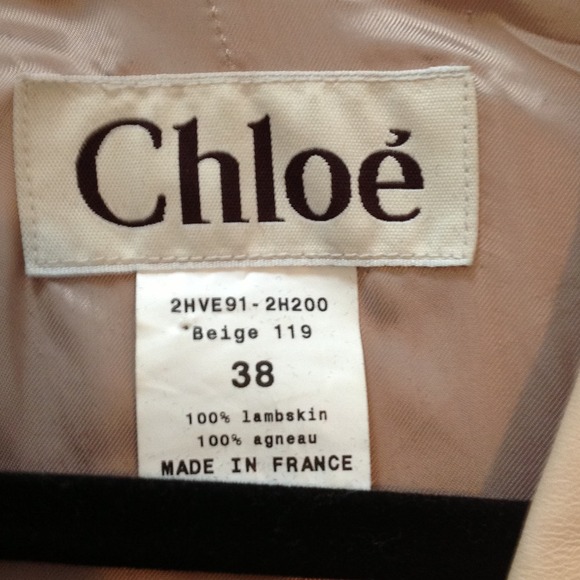 Chloé
2HVE91-2H200
Beige 119
38
100% lambskin
100% agneau
MADE IN FRANCE